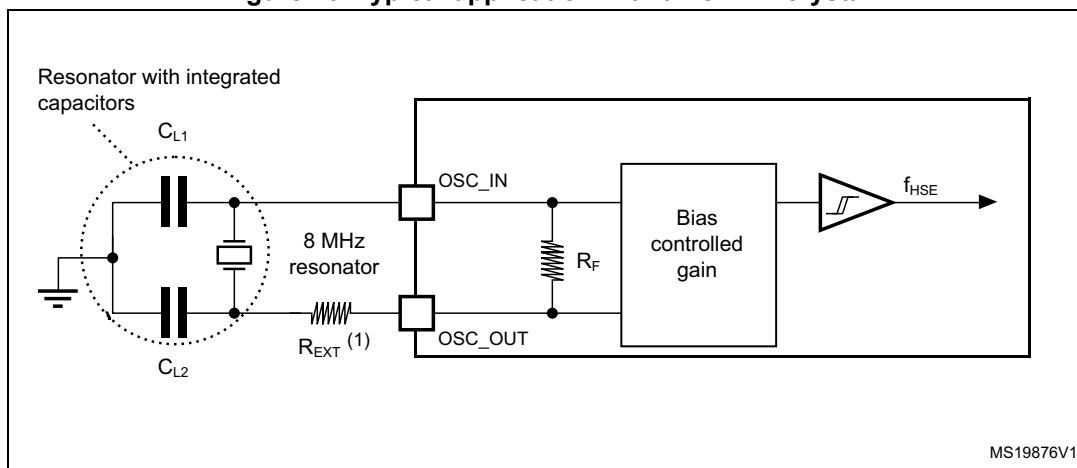 Resonator with integrated
capacitors
CL1
OSC_IN
fHSE
8 MHz
resonator
RF
Bias
controlled
gain
REXT (1)
OSC_OUT
CL2
MS19876V1